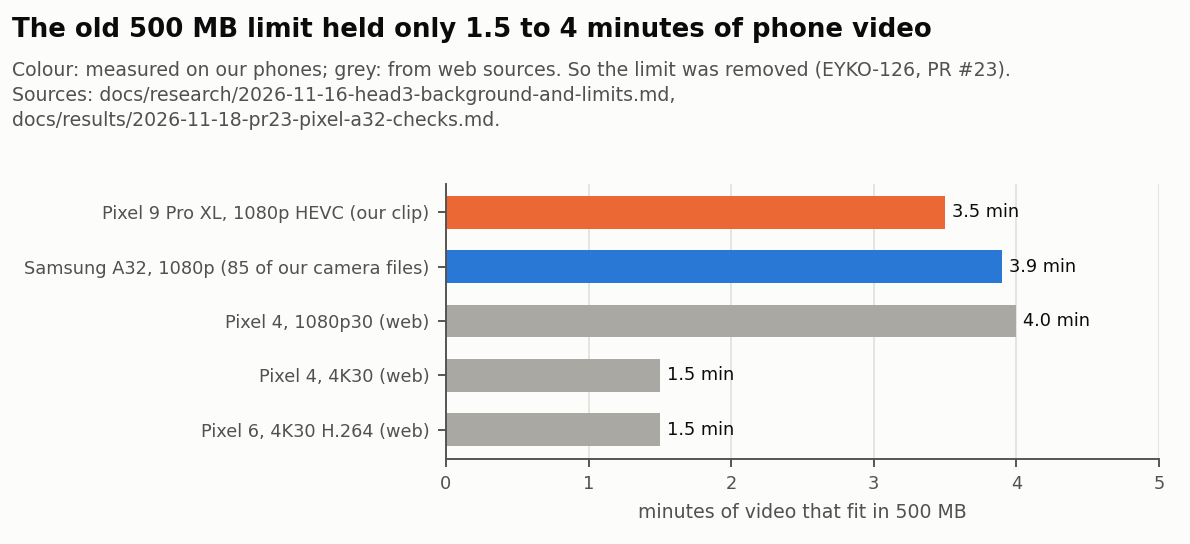 The old 500 MB limit held only 1.5 to 4 minutes of phone video
Colour: measured on our phones; grey: from web sources. So the limit was removed (EYKO-126, PR #23).
Sources: docs/research/2026-11-16-head3-background-and-limits.md,
docs/results/2026-11-18-pr23-pixel-a32-checks.md.
Pixel 9 Pro XL, 1080p HEVC (our clip) 3.5 min
Samsung A32, 1080p (85 of our camera files) 3.9 min
Pixel 4, 1080p30 (web) 4.0 min
Pixel 4, 4K30 (web) 1.5 min
Pixel 6, 4K30 H.264 (web) 1.5 min
0 1 2 3 4 5
minutes of video that fit in 500 MB